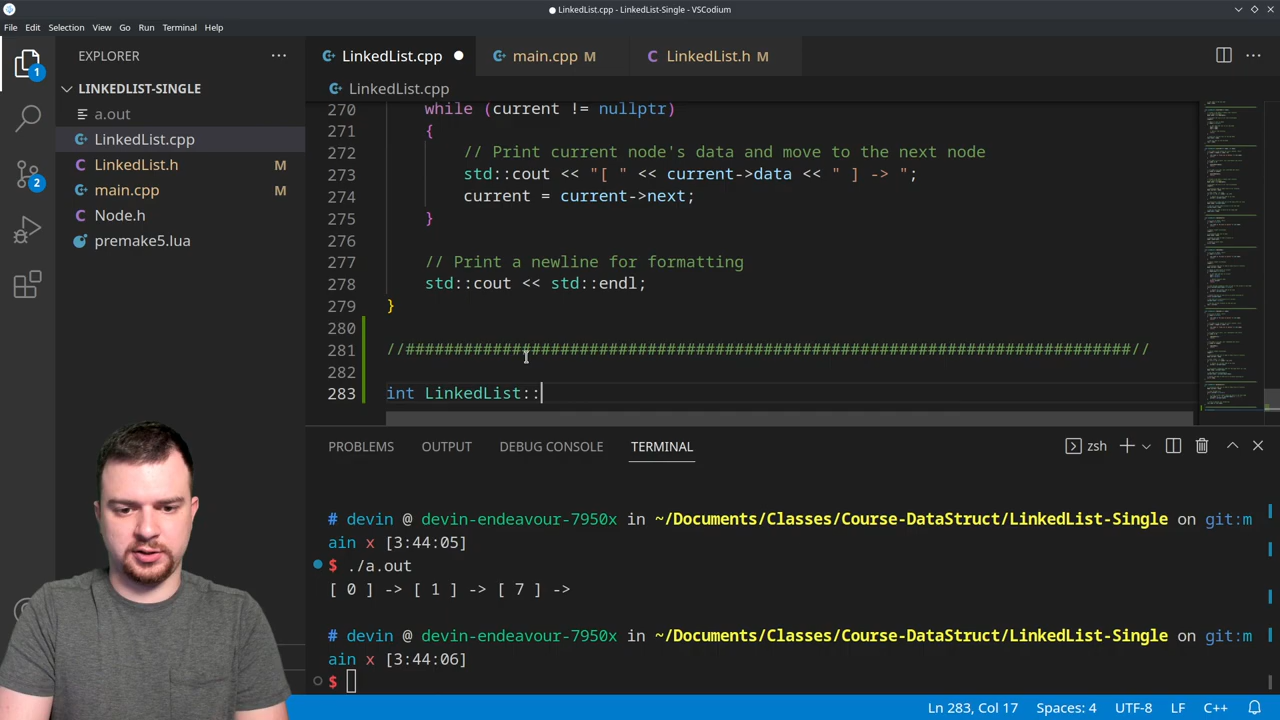 LinkedList.cpp - LinkedList-Single - VSCodium
File Edit Selection View Go Run Terminal Help
EXPLORER
LinkedList.cpp
main.cpp M
LinkedList.h M
LINKEDLIST-SINGLE
LinkedList.cpp
a.out
LinkedList.cpp
LinkedList.h M
main.cpp M
Node.h
premake5.lua
1
2
270 while (current != nullptr)
271 {
272 // Print current node's data and move to the next node
273 std::cout << "[ " << current->data << " ] -> ";
274 current = current->next;
275 }
276
277 // Print a newline for formatting
278 std::cout << std::endl;
279 }
280
281 //###########################################################################//
282
283 int LinkedList::
PROBLEMS OUTPUT DEBUG CONSOLE TERMINAL
zsh
# devin @ devin-endeavour-7950x in ~/Documents/Classes/Course-DataStruct/LinkedList-Single on git:m
ain x [3:44:05]
$ ./a.out
[ 0 ] -> [ 1 ] -> [ 7 ] ->
# devin @ devin-endeavour-7950x in ~/Documents/Classes/Course-DataStruct/LinkedList-Single on git:m
ain x [3:44:06]
$
Ln 283, Col 17 Spaces: 4 UTF-8 LF C++